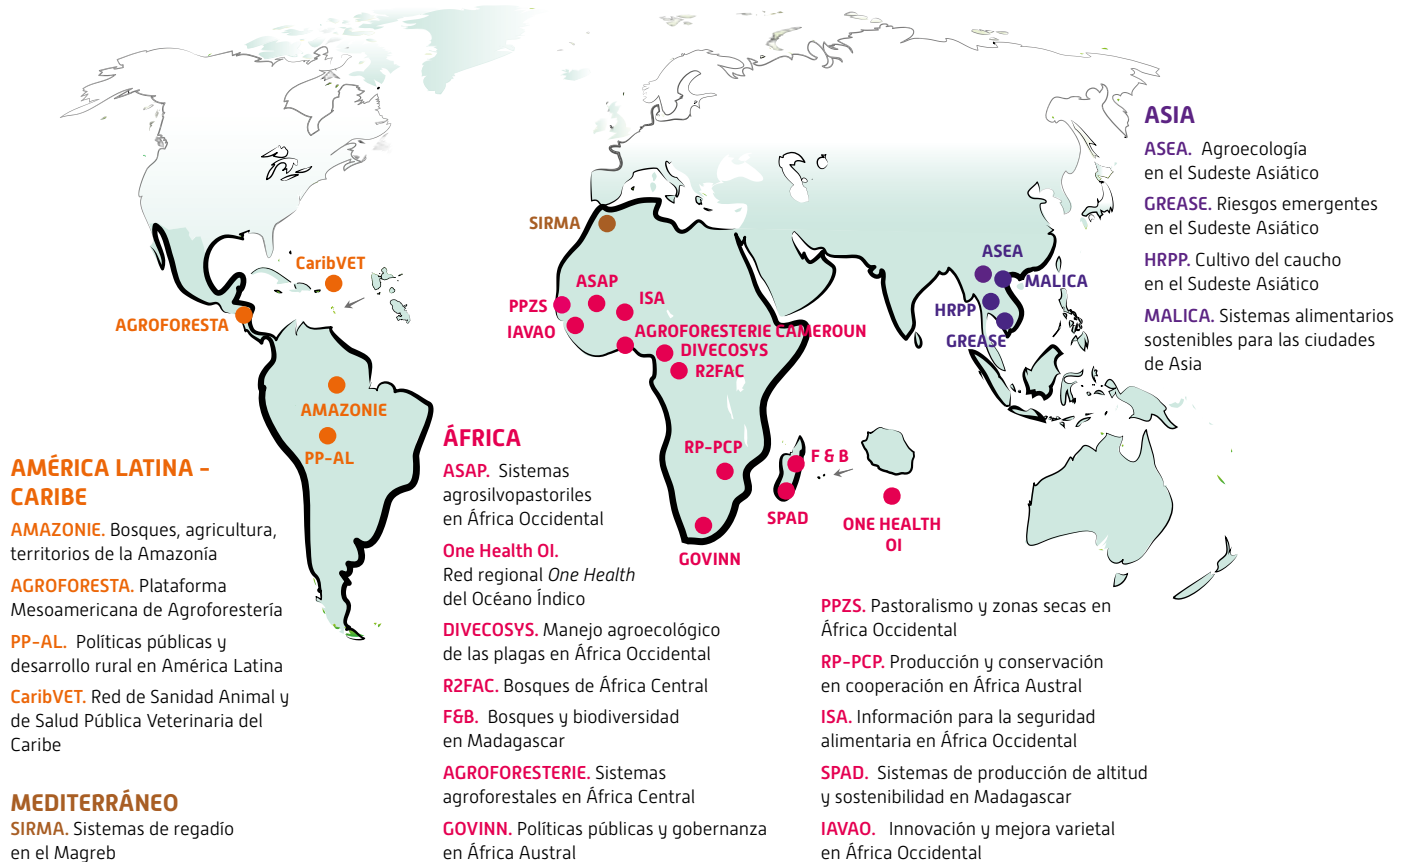 SIRMA
CaribVET
AGROFORESTA
AMAZONIE
PP-AL
ASAP
PPZS
ISA
IAVAO
AGROFORESTERIE CAMEROUN
DIVECOSYS
R2FAC
RP-PCP
F & B
SPAD
ONE HEALTH
OI
GOVINN
ASEA
MALICA
HRPP
GREASE
ASIA
ASEA. Agroecología
en el Sudeste Asiático
GREASE. Riesgos emergentes
en el Sudeste Asiático
HRPP. Cultivo del caucho
en el Sudeste Asiático
MALICA. Sistemas alimentarios
sostenibles para las ciudades
de Asia
AMÉRICA LATINA –
CARIBE
AMAZONIE. Bosques, agricultura,
territorios de la Amazonía
AGROFORESTA. Plataforma
Mesoamericana de Agroforestería
PP-AL. Políticas públicas y
desarrollo rural en América Latina
CaribVET. Red de Sanidad Animal y
de Salud Pública Veterinaria del
Caribe
MEDITERRÁNEO
SIRMA. Sistemas de regadío
en el Magreb
ÁFRICA
ASAP. Sistemas
agrosilvopastoriles
en África Occidental
One Health OI.
Red regional One Health
del Océano Índico
DIVECOSYS. Manejo agroecológico
de las plagas en África Occidental
R2FAC. Bosques de África Central
F&B. Bosques y biodiversidad
en Madagascar
AGROFORESTERIE. Sistemas
agroforestales en África Central
GOVINN. Políticas públicas y gobernanza
en África Austral
PPZS. Pastoralismo y zonas secas en
África Occidental
RP-PCP. Producción y conservación
en cooperación en África Austral
ISA. Información para la seguridad
alimentaria en África Occidental
SPAD. Sistemas de producción de altitud
y sostenibilidad en Madagascar
IAVAO. Innovación y mejora varietal
en África Occidental